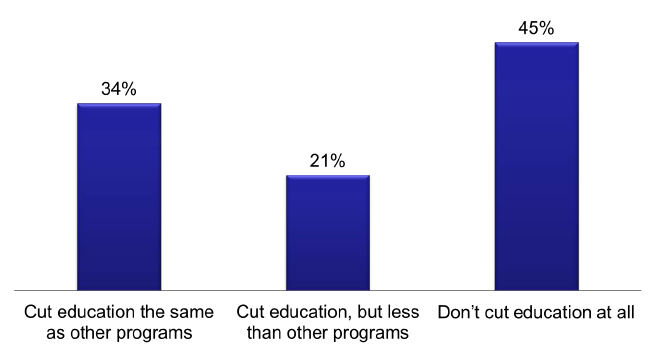 45%
34%
21%
Cut education the same
as other programs
Cut education, but less
than other programs
Don't cut education at all